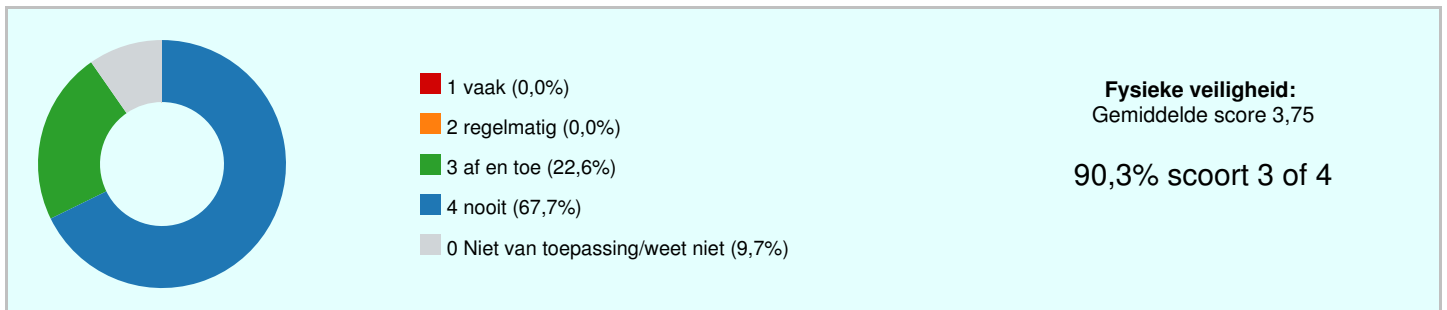 1 vaak (0,0%)
2 regelmatig (0,0%)
3 af en toe (22,6%)
4 nooit (67,7%)
0 Niet van toepassing/weet niet (9,7%)
Fysieke veiligheid:
Gemiddelde score 3,75
90,3% scoort 3 of 4